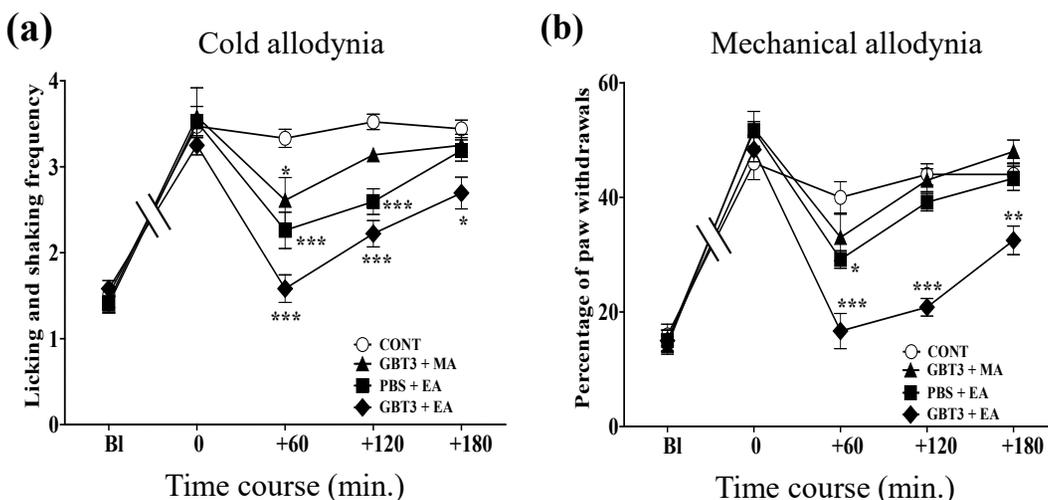 (a)
Cold allodynia
Licking and shaking frequency
4
3
2
1
0
*
***
***
***
***
*
CONT
GBT3 + MA
PBS + EA
GBT3 + EA
Bl 0 +60 +120 +180
Time course (min.)
(b)
Mechanical allodynia
Percentage of paw withdrawals
60
40
20
0
*
***
***
**
CONT
GBT3 + MA
PBS + EA
GBT3 + EA
Bl 0 +60 +120 +180
Time course (min.)